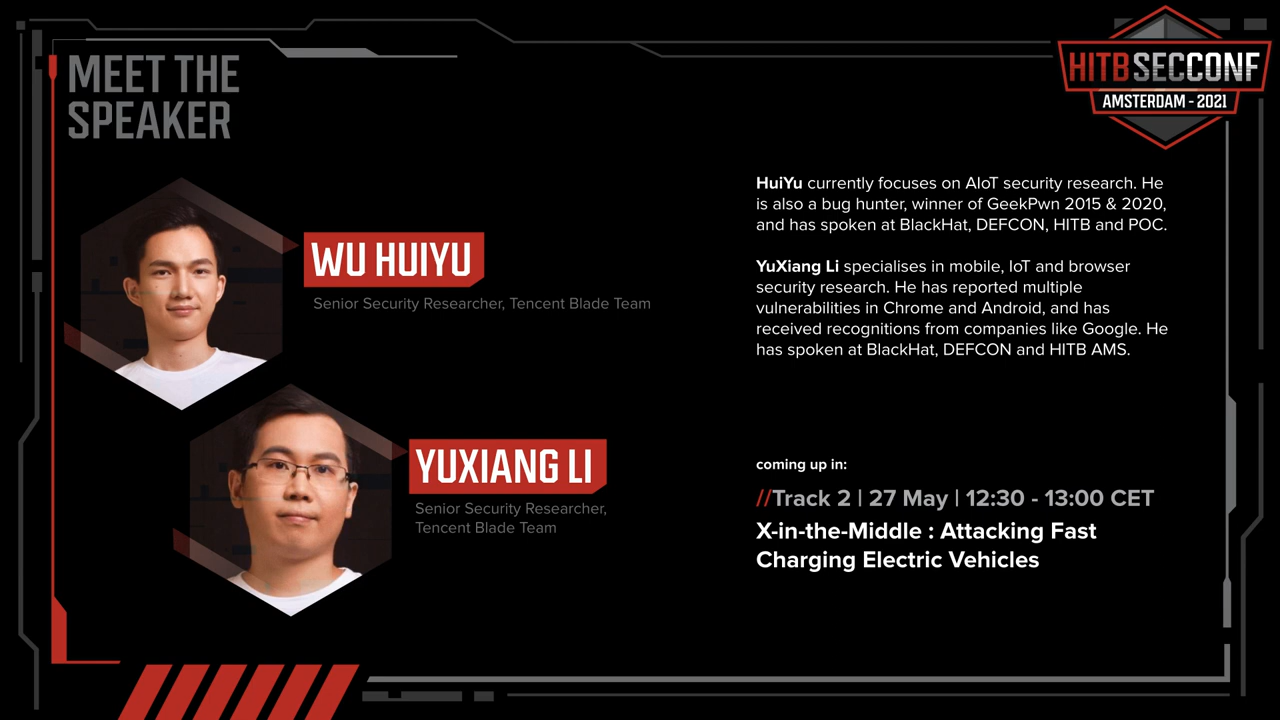 MEET THE
SPEAKER
HITBSECCONF
AMSTERDAM - 2021
WU HUIYU
Senior Security Researcher, Tencent Blade Team
YUXIANG LI
Senior Security Researcher,
Tencent Blade Team
HuiYu currently focuses on AIoT security research. He
is also a bug hunter, winner of GeekPwn 2015 & 2020,
and has spoken at BlackHat, DEFCON, HITB and POC.
YuXiang Li specialises in mobile, IoT and browser
security research. He has reported multiple
vulnerabilities in Chrome and Android, and has
received recognitions from companies like Google. He
has spoken at BlackHat, DEFCON and HITB AMS.
coming up in:
//Track 2 | 27 May | 12:30 - 13:00 CET
X-in-the-Middle : Attacking Fast
Charging Electric Vehicles